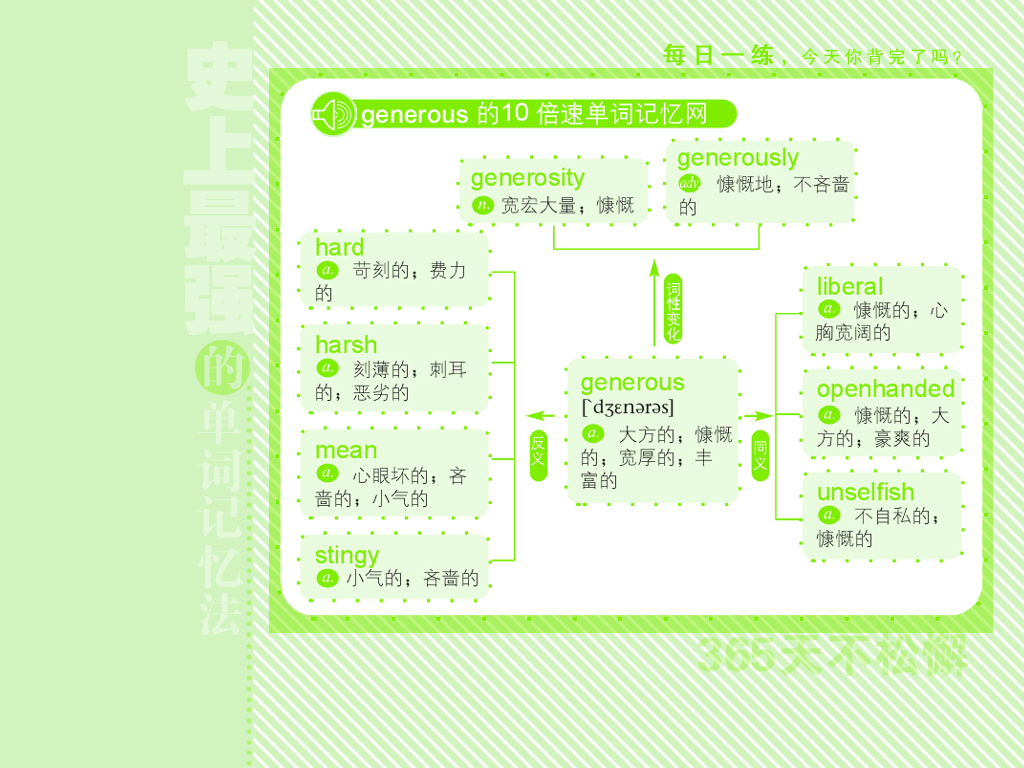 每日一练，今天你背完了吗?
史上最强的单词记忆法
generous 的10 倍速单词记忆网
generosity
n. 宽宏大量；慷慨
generously
adv 慷慨地；不吝啬
的
hard
a. 苛刻的；费力
的
harsh
a. 刻薄的；刺耳
的；恶劣的
mean
a. 心眼坏的；吝
啬的；小气的
stingy
a. 小气的；吝啬的
反义
词性变化
generous
[ˋdʒɛnərəs]
a. 大方的；慷慨
的；宽厚的；丰
富的
同义
liberal
a. 慷慨的；心
胸宽阔的
openhanded
a. 慷慨的；大
方的；豪爽的
unselfish
a. 不自私的；
慷慨的
365天不松懈